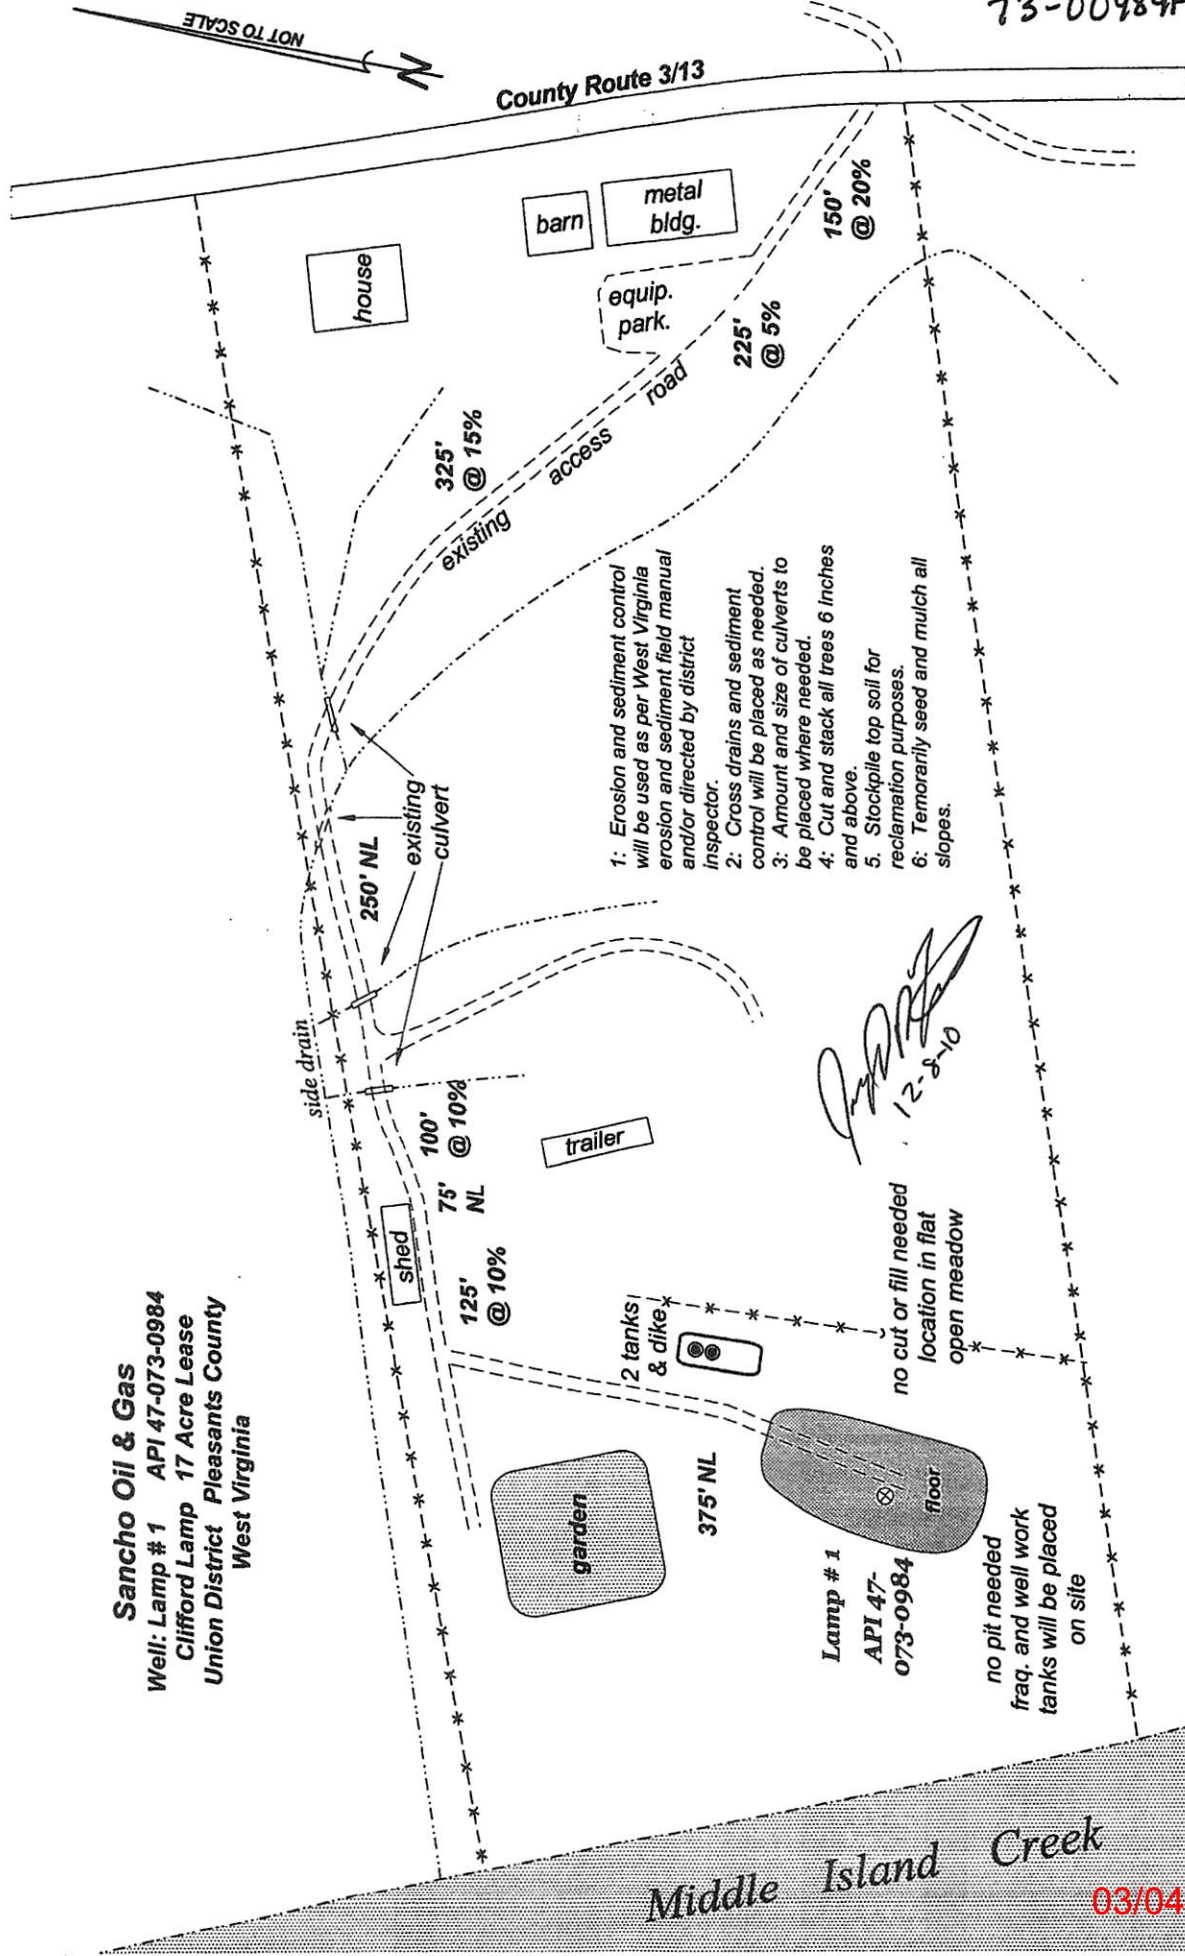 73-00984F
NOT TO SCALE
N
County Route 3/13
Sancho Oil & Gas
Well: Lamp # 1 API 47-073-0984
Clifford Lamp 17 Acre Lease
Union District Pleasants County
West Virginia
house
barn
metal
bldg.
equip.
park.
150'
@ 20%
225'
@ 5%
325'
@ 15%
existing access road
existing
culvert
250' NL
side drain
100'
@ 10%
75'
NL
125'
@ 10%
shed
trailer
1: Erosion and sediment control
will be used as per West Virginia
erosion and sediment field manual
and/or directed by district
inspector.
2: Cross drains and sediment
control will be placed as needed.
3: Amount and size of culverts to
be placed where needed.
4: Cut and stack all trees 6 inches
and above.
5. Stockpile top soil for
reclamation purposes.
6: Temorarily seed and mulch all
slopes.
12-8-10
2 tanks
& dike
no cut or fill needed
location in flat
open meadow
garden
375' NL
floor
Lamp # 1
API 47-
073-0984
no pit needed
fraq. and well work
tanks will be placed
on site
Middle Island Creek
03/04